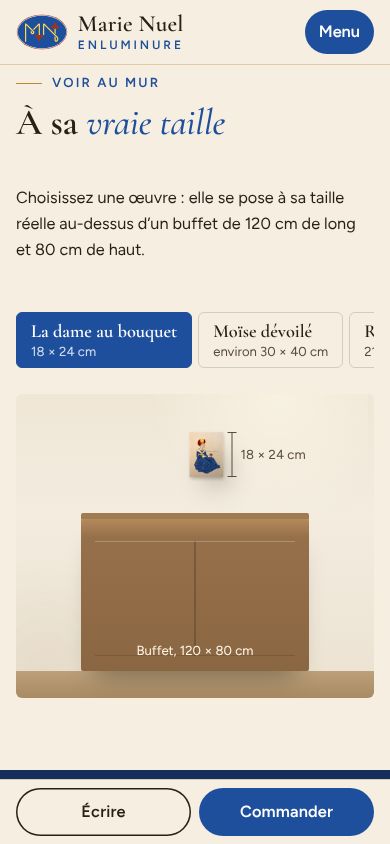 MN
Marie Nuel
ENLUMINURE
Menu
VOIR AU MUR
À sa vraie taille
Choisissez une œuvre : elle se pose à sa taille
réelle au-dessus d’un buffet de 120 cm de long
et 80 cm de haut.
La dame au bouquet
18 × 24 cm
Moïse dévoilé
environ 30 × 40 cm
R
18 × 24 cm
Buffet, 120 × 80 cm
Écrire
Commander